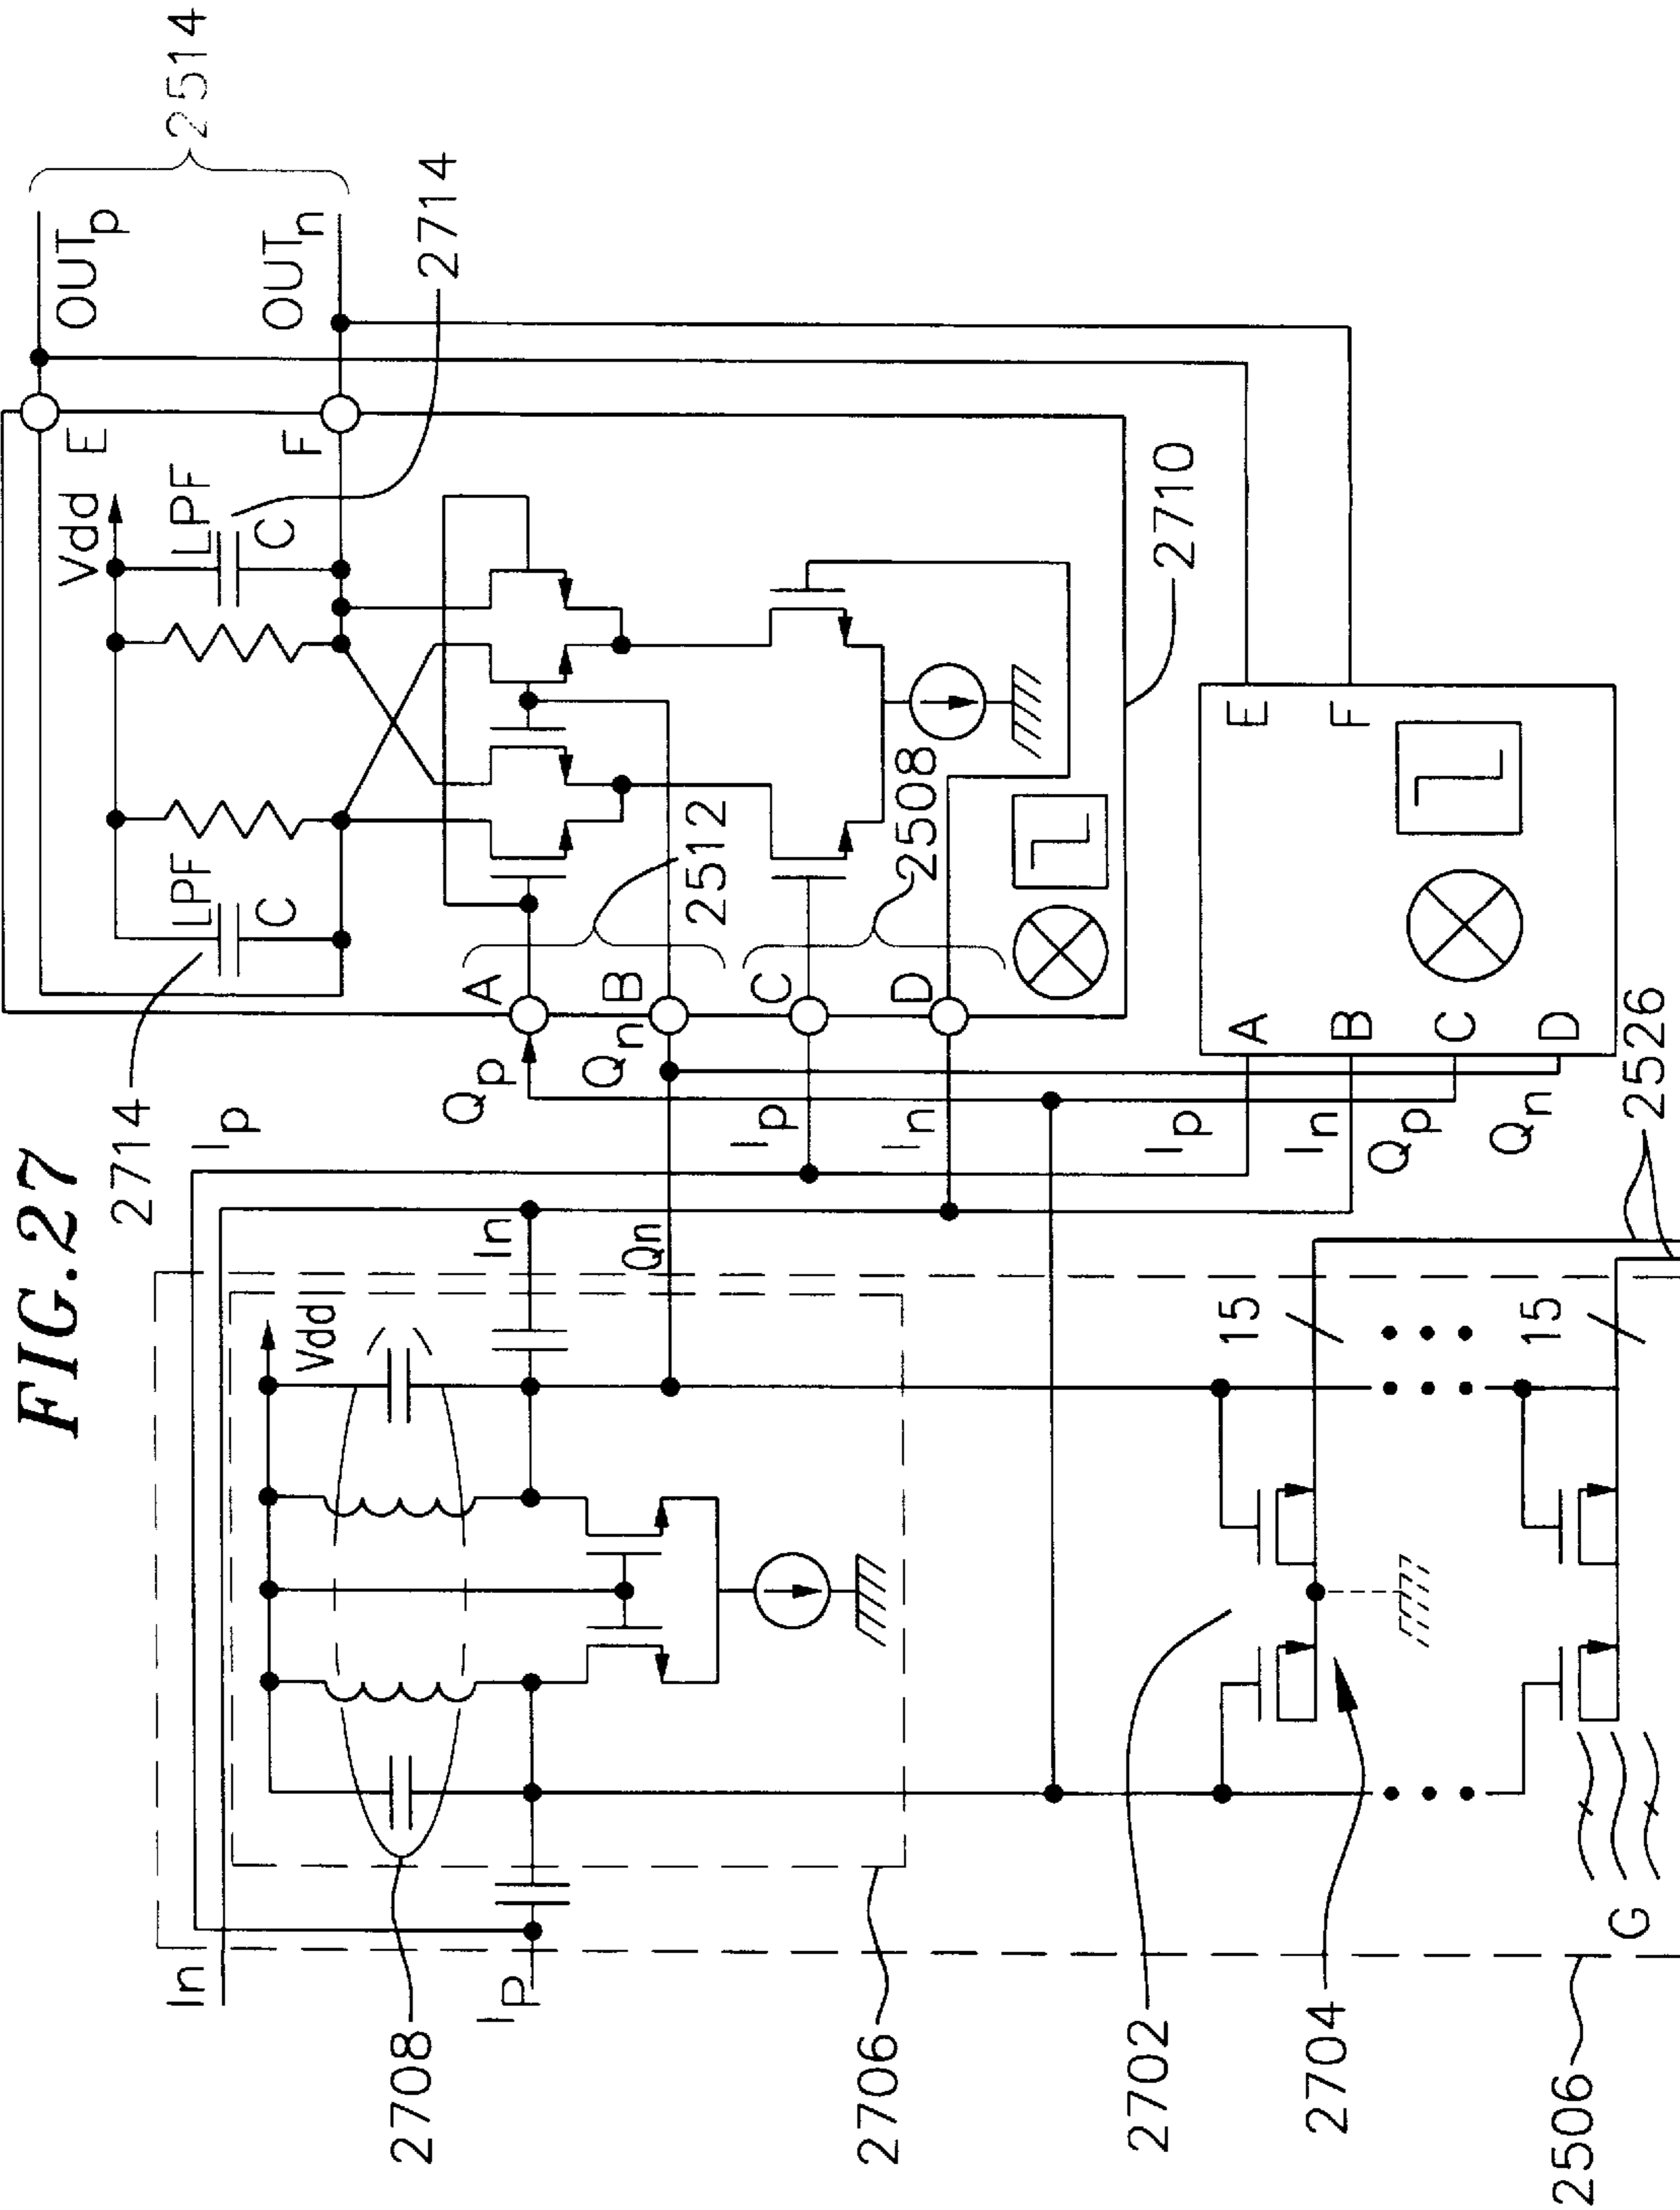 FIG.27
2514
OUTp
OUTn
2714
E
F
Vdd
LPF
C
LPF
C
2714
2710
2512
2508
A
B
C
D
Qp
Qn
Ip
In
Ip
In
Qn
Vdd
In
IP
2708
2706
E
F
A
B
C
D
Ip
In
Qp
Qn
2526
15
15
2702
2704
G
2506